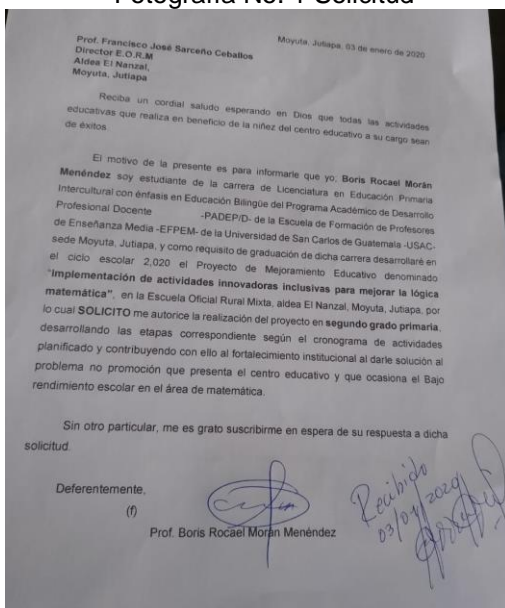 Fotografía No. 1 Solicitud
Moyuta, Jutiapa, 03 de enero de 2020
Prof. Francisco José Sarceño Ceballos
Director E.O.R.M
Aldea El Nanzal,
Moyuta, Jutiapa
Reciba un cordial saludo esperando en Dios que todas las actividades
educativas que realiza en beneficio de la niñez del centro educativo a su cargo sean
de éxitos.
El motivo de la presente es para informarle que yo; Boris Rocael Morán
Menéndez soy estudiante de la carrera de Licenciatura en Educación Primaria
Intercultural con énfasis en Educación Bilingüe del Programa Académico de Desarrollo
Profesional Docente -PADEP/D- de la Escuela de Formación de Profesores
de Enseñanza Media -EFPEM- de la Universidad de San Carlos de Guatemala -USAC-
sede Moyuta, Jutiapa, y como requisito de graduación de dicha carrera desarrollaré en
el ciclo escolar 2,020 el Proyecto de Mejoramiento Educativo denominado
"Implementación de actividades innovadoras inclusivas para mejorar la lógica
matemática", en la Escuela Oficial Rural Mixta, aldea El Nanzal, Moyuta, Jutiapa, por
lo cual SOLICITO me autorice la realización del proyecto en segundo grado primaria,
desarrollando las etapas correspondiente según el cronograma de actividades
planificado y contribuyendo con ello al fortalecimiento institucional al darle solución al
problema no promoción que presenta el centro educativo y que ocasiona el Bajo
rendimiento escolar en el área de matemática.
Sin otro particular, me es grato suscribirme en espera de su respuesta a dicha
solicitud.
Deferentemente,
(f)
Prof. Boris Rocael Morán Menéndez
Recibido
03/01/2020